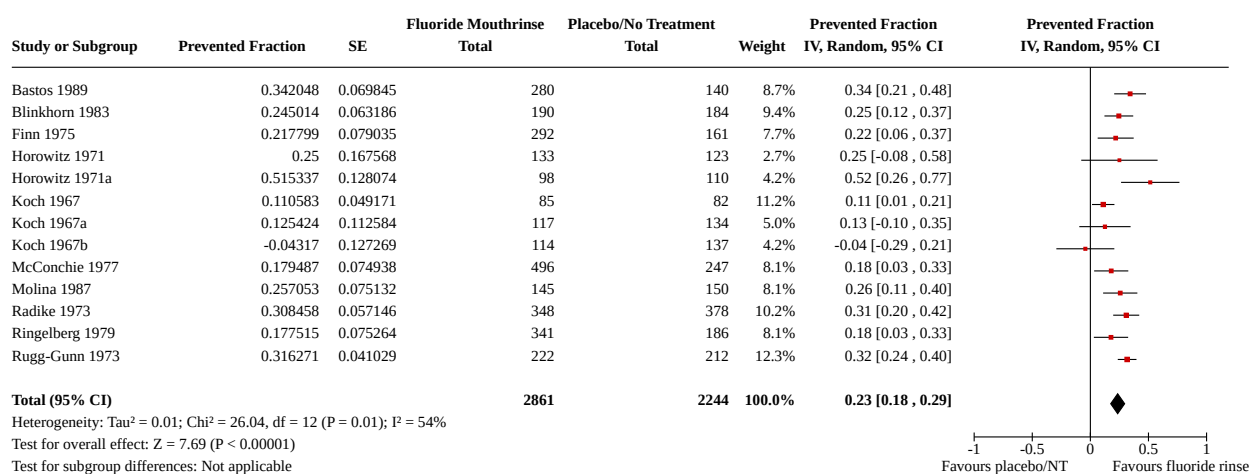 Fluoride Mouthrinse Placebo/No Treatment Prevented Fraction Prevented Fraction
Study or Subgroup Prevented Fraction SE Total Total Weight IV, Random, 95% CI IV, Random, 95% CI
Bastos 1989 0.342048 0.069845 280 140 8.7% 0.34 [0.21 , 0.48]
Blinkhorn 1983 0.245014 0.063186 190 184 9.4% 0.25 [0.12 , 0.37]
Finn 1975 0.217799 0.079035 292 161 7.7% 0.22 [0.06 , 0.37]
Horowitz 1971 0.25 0.167568 133 123 2.7% 0.25 [-0.08 , 0.58]
Horowitz 1971a 0.515337 0.128074 98 110 4.2% 0.52 [0.26 , 0.77]
Koch 1967 0.110583 0.049171 85 82 11.2% 0.11 [0.01 , 0.21]
Koch 1967a 0.125424 0.112584 117 134 5.0% 0.13 [-0.10 , 0.35]
Koch 1967b -0.04317 0.127269 114 137 4.2% -0.04 [-0.29 , 0.21]
McConchie 1977 0.179487 0.074938 496 247 8.1% 0.18 [0.03 , 0.33]
Molina 1987 0.257053 0.075132 145 150 8.1% 0.26 [0.11 , 0.40]
Radike 1973 0.308458 0.057146 348 378 10.2% 0.31 [0.20 , 0.42]
Ringelberg 1979 0.177515 0.075264 341 186 8.1% 0.18 [0.03 , 0.33]
Rugg-Gunn 1973 0.316271 0.041029 222 212 12.3% 0.32 [0.24 , 0.40]
Total (95% CI) 2861 2244 100.0% 0.23 [0.18 , 0.29]
Heterogeneity: Tau² = 0.01; Chi² = 26.04, df = 12 (P = 0.01); I² = 54%
Test for overall effect: Z = 7.69 (P < 0.00001)
Test for subgroup differences: Not applicable
-1 -0.5 0 0.5 1
Favours placebo/NT Favours fluoride rinse